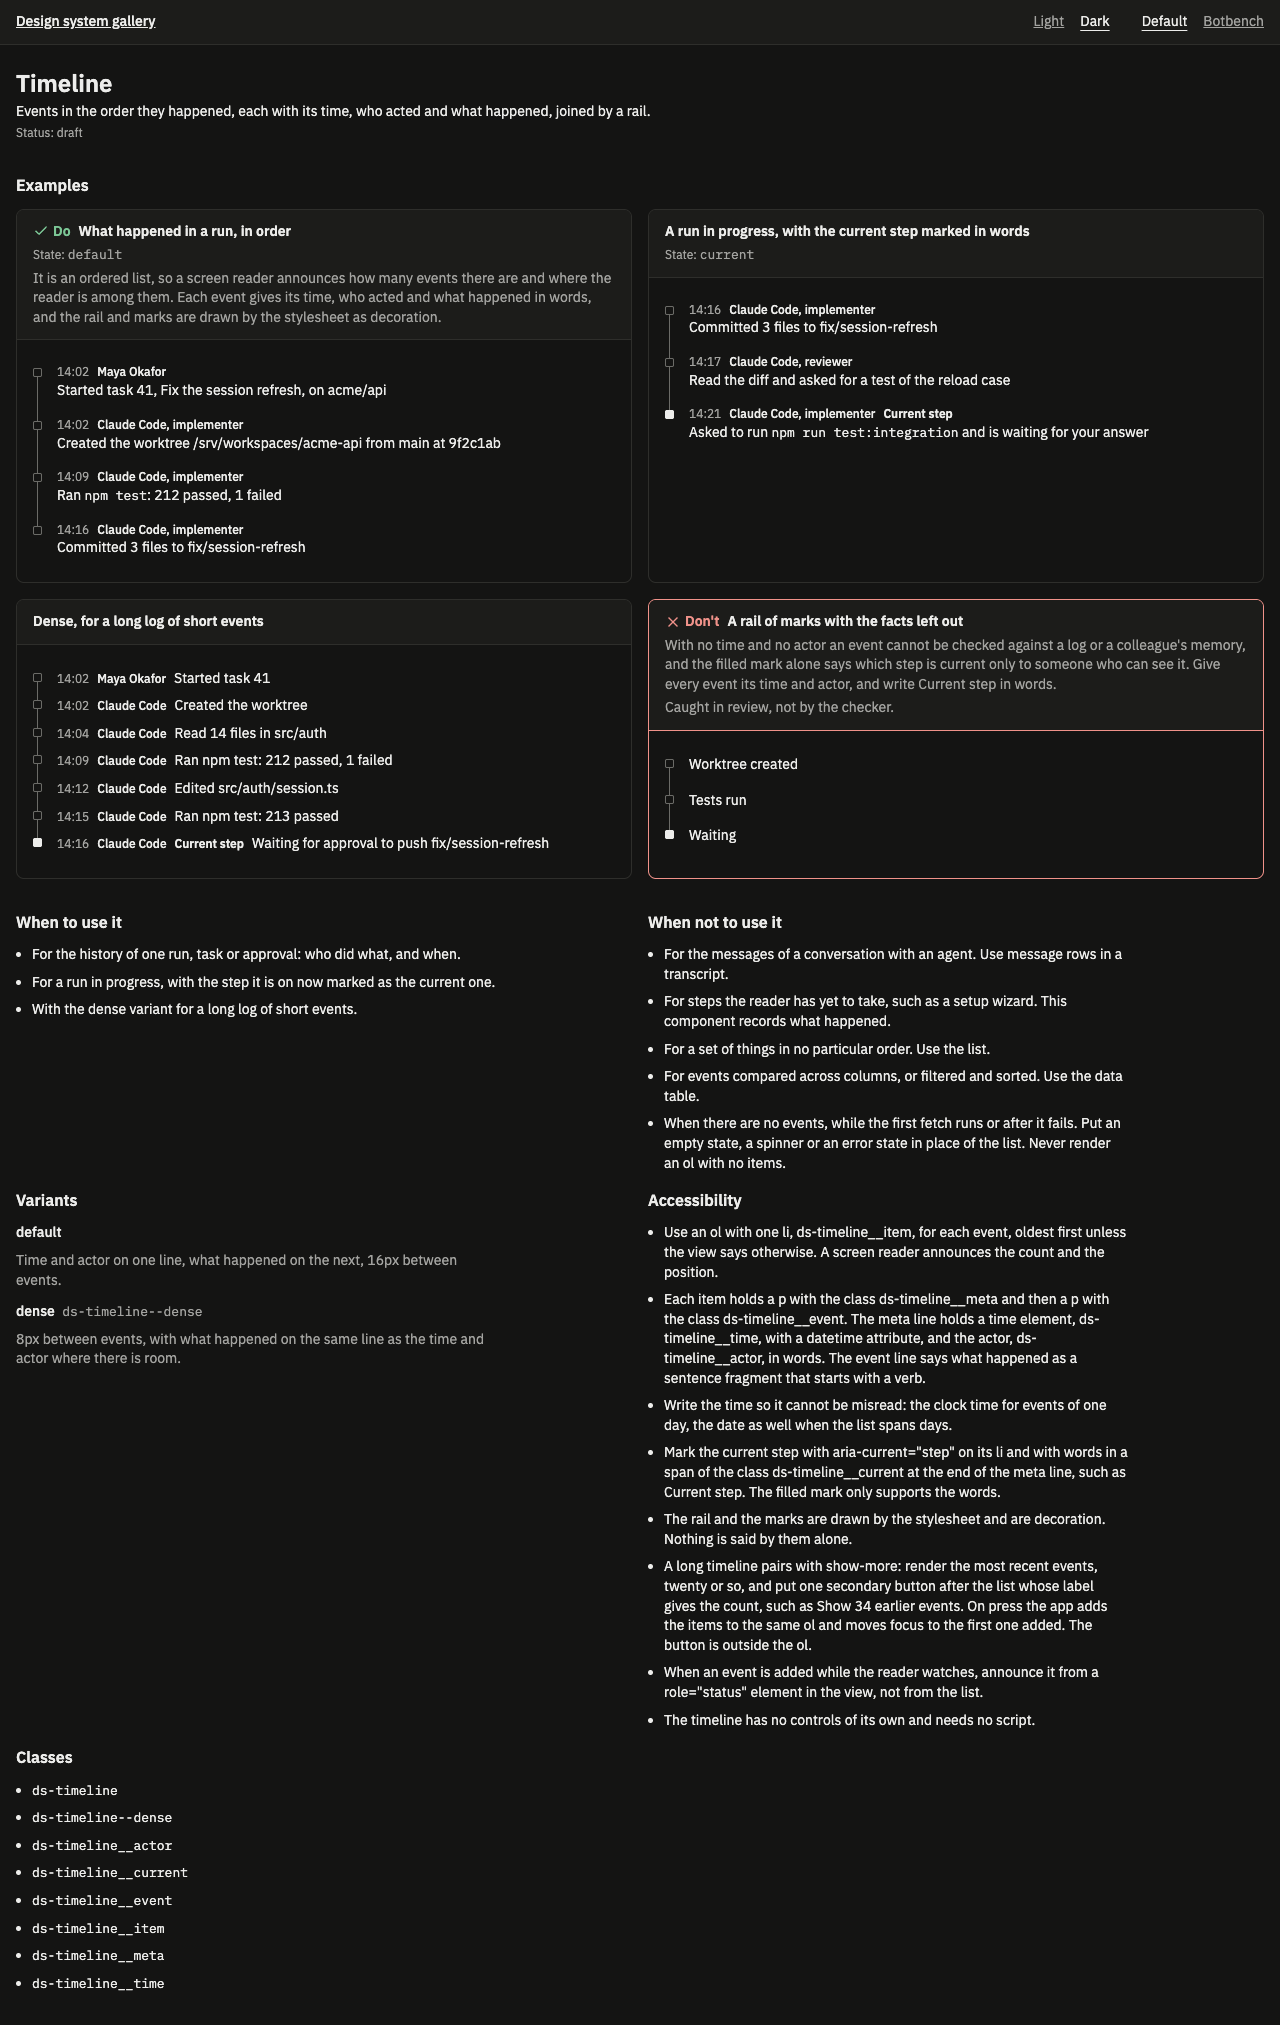 Design system gallery
Light Dark Default Botbench
Timeline
Events in the order they happened, each with its time, who acted and what happened, joined by a rail.
Status: draft
Examples
Do What happened in a run, in order
State: default
It is an ordered list, so a screen reader announces how many events there are and where the
reader is among them. Each event gives its time, who acted and what happened in words,
and the rail and marks are drawn by the stylesheet as decoration.
14:02 Maya Okafor
Started task 41, Fix the session refresh, on acme/api
14:02 Claude Code, implementer
Created the worktree /srv/workspaces/acme-api from main at 9f2c1ab
14:09 Claude Code, implementer
Ran npm test: 212 passed, 1 failed
14:16 Claude Code, implementer
Committed 3 files to fix/session-refresh
A run in progress, with the current step marked in words
State: current
14:16 Claude Code, implementer
Committed 3 files to fix/session-refresh
14:17 Claude Code, reviewer
Read the diff and asked for a test of the reload case
14:21 Claude Code, implementer Current step
Asked to run npm run test:integration and is waiting for your answer
Dense, for a long log of short events
14:02 Maya Okafor Started task 41
14:02 Claude Code Created the worktree
14:04 Claude Code Read 14 files in src/auth
14:09 Claude Code Ran npm test: 212 passed, 1 failed
14:12 Claude Code Edited src/auth/session.ts
14:15 Claude Code Ran npm test: 213 passed
14:16 Claude Code Current step Waiting for approval to push fix/session-refresh
Don't A rail of marks with the facts left out
With no time and no actor an event cannot be checked against a log or a colleague's memory,
and the filled mark alone says which step is current only to someone who can see it. Give
every event its time and actor, and write Current step in words.
Caught in review, not by the checker.
Worktree created
Tests run
Waiting
When to use it
• For the history of one run, task or approval: who did what, and when.
• For a run in progress, with the step it is on now marked as the current one.
• With the dense variant for a long log of short events.
When not to use it
• For the messages of a conversation with an agent. Use message rows in a
transcript.
• For steps the reader has yet to take, such as a setup wizard. This
component records what happened.
• For a set of things in no particular order. Use the list.
• For events compared across columns, or filtered and sorted. Use the data
table.
• When there are no events, while the first fetch runs or after it fails. Put an
empty state, a spinner or an error state in place of the list. Never render
an ol with no items.
Variants
default
Time and actor on one line, what happened on the next, 16px between
events.
dense ds-timeline--dense
8px between events, with what happened on the same line as the time and
actor where there is room.
Accessibility
• Use an ol with one li, ds-timeline__item, for each event, oldest first unless
the view says otherwise. A screen reader announces the count and the
position.
• Each item holds a p with the class ds-timeline__meta and then a p with
the class ds-timeline__event. The meta line holds a time element, ds-
timeline__time, with a datetime attribute, and the actor, ds-
timeline__actor, in words. The event line says what happened as a
sentence fragment that starts with a verb.
• Write the time so it cannot be misread: the clock time for events of one
day, the date as well when the list spans days.
• Mark the current step with aria-current="step" on its li and with words in a
span of the class ds-timeline__current at the end of the meta line, such as
Current step. The filled mark only supports the words.
• The rail and the marks are drawn by the stylesheet and are decoration.
Nothing is said by them alone.
• A long timeline pairs with show-more: render the most recent events,
twenty or so, and put one secondary button after the list whose label
gives the count, such as Show 34 earlier events. On press the app adds
the items to the same ol and moves focus to the first one added. The
button is outside the ol.
• When an event is added while the reader watches, announce it from a
role="status" element in the view, not from the list.
• The timeline has no controls of its own and needs no script.
Classes
• ds-timeline
• ds-timeline--dense
• ds-timeline__actor
• ds-timeline__current
• ds-timeline__event
• ds-timeline__item
• ds-timeline__meta
• ds-timeline__time